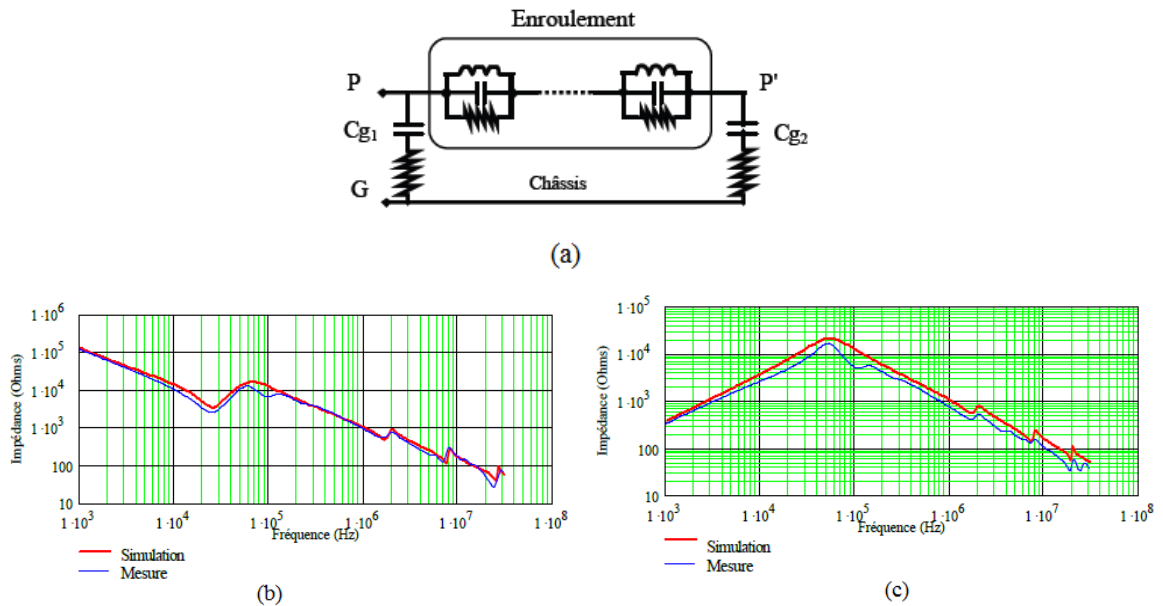 Enroulement
P
P'
Cg1
Cg2
G
Châssis
(a)
Impédance (Ohms)
1·10^6
1·10^5
1·10^4
1·10^3
100
10
1·10^3
1·10^4
1·10^5
1·10^6
1·10^7
1·10^8
Fréquence (Hz)
Simulation
Mesure
(b)
Impédance (Ohms)
1·10^5
1·10^4
1·10^3
100
10
1·10^3
1·10^4
1·10^5
1·10^6
1·10^7
1·10^8
Fréquence (Hz)
Simulation
Mesure
(c)